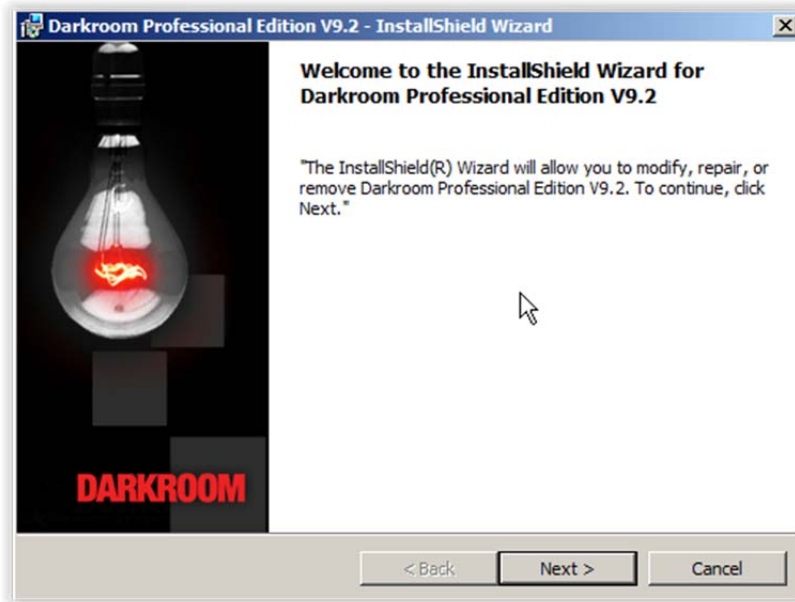 Darkroom Professional Edition V9.2 - InstallShield Wizard
Welcome to the InstallShield Wizard for
Darkroom Professional Edition V9.2
"The InstallShield(R) Wizard will allow you to modify, repair, or
remove Darkroom Professional Edition V9.2. To continue, click
Next."
DARKROOM
< Back
Next >
Cancel